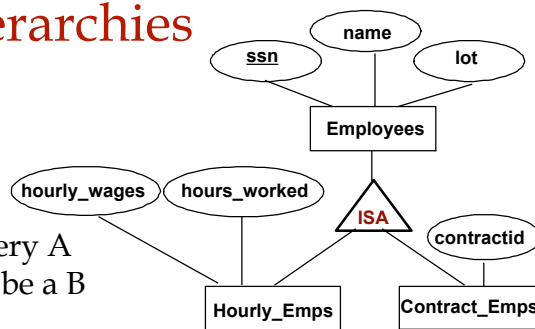 erarchies
name
ssn
lot
Employees
hourly_wages
hours_worked
ISA
contractid
ery A
be a B
Hourly_Emps
Contract_Emps